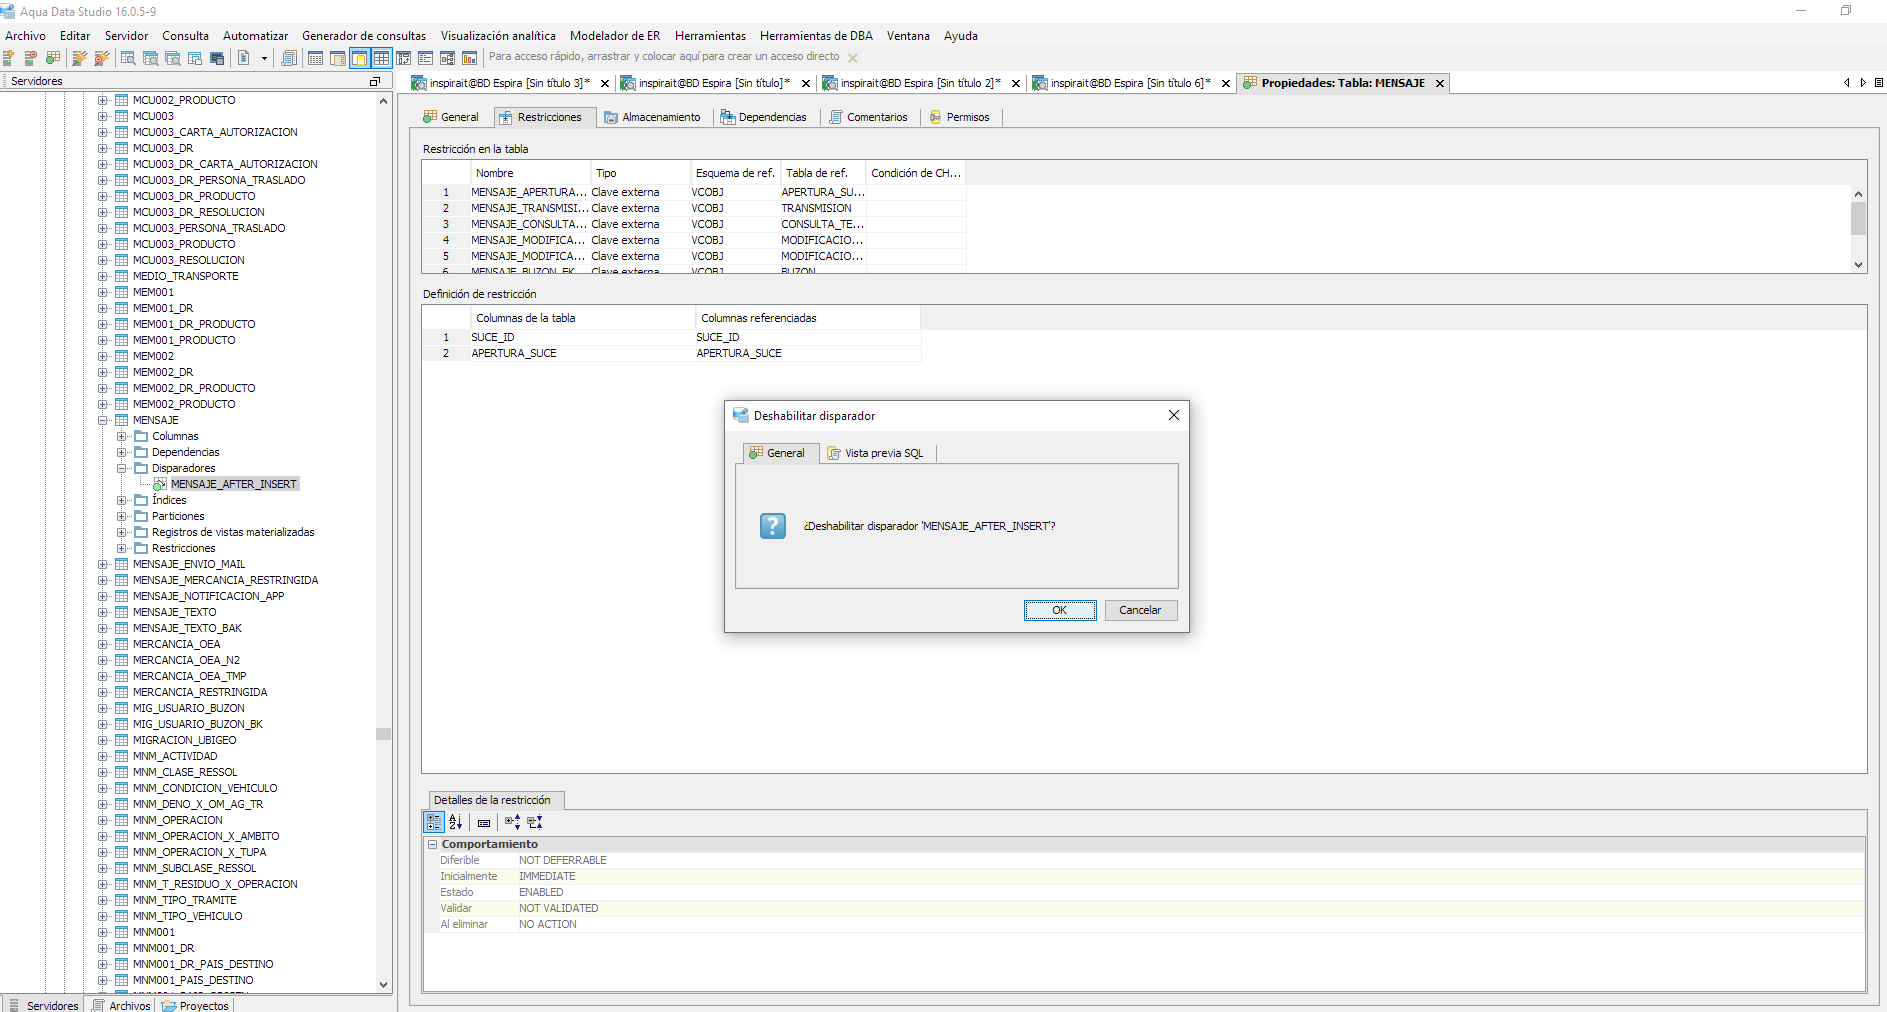 Aqua Data Studio 16.0.5-9
Archivo Editar Servidor Consulta Automatizar Generador de consultas Visualización analítica Modelador de ER Herramientas Herramientas de DBA Ventana Ayuda
Para acceso rápido, arrastrar y colocar aquí para crear un acceso directo
Servidores
inspirait@BD Espira [Sin título 3]* inspirait@BD Espira [Sin título]* inspirait@BD Espira [Sin título 2]* inspirait@BD Espira [Sin título 6]* Propiedades: Tabla: MENSAJE
MCU002_PRODUCTO
MCU003
MCU003_CARTA_AUTORIZACION
MCU003_DR
MCU003_DR_CARTA_AUTORIZACION
MCU003_DR_PERSONA_TRASLADO
MCU003_DR_PRODUCTO
MCU003_DR_RESOLUCION
MCU003_PERSONA_TRASLADO
MCU003_PRODUCTO
MCU003_RESOLUCION
MEDIO_TRANSPORTE
MEM001
MEM001_DR
MEM001_DR_PRODUCTO
MEM001_PRODUCTO
MEM002
MEM002_DR
MEM002_DR_PRODUCTO
MEM002_PRODUCTO
MENSAJE
Columnas
Dependencias
Disparadores
MENSAJE_AFTER_INSERT
Índices
Particiones
Registros de vistas materializadas
Restricciones
MENSAJE_ENVIO_MAIL
MENSAJE_MERCANCIA_RESTRINGIDA
MENSAJE_NOTIFICACION_APP
MENSAJE_TEXTO
MENSAJE_TEXTO_BAK
MERCANCIA_OEA
MERCANCIA_OEA_N2
MERCANCIA_OEA_TMP
MERCANCIA_RESTRINGIDA
MIG_USUARIO_BUZON
MIG_USUARIO_BUZON_BK
MIGRACION_UBIGEO
MNM_ACTIVIDAD
MNM_CLASE_RESSOL
MNM_CONDICION_VEHICULO
MNM_DENO_X_OM_AG_TR
MNM_OPERACION
MNM_OPERACION_X_AMBITO
MNM_OPERACION_X_TUPA
MNM_SUBCLASE_RESSOL
MNM_T_RESIDUO_X_OPERACION
MNM_TIPO_TRAMITE
MNM_TIPO_VEHICULO
MNM001
MNM001_DR
MNM001_DR_PAIS_DESTINO
MNM001_PAIS_DESTINO
Servidores Archivos Proyectos
General Restricciones Almacenamiento Dependencias Comentarios Permisos
Restricción en la tabla
Nombre Tipo Esquema de ref. Tabla de ref. Condición de CH...
1 MENSAJE_APERTURA... Clave externa VCOBJ APERTURA_SU...
2 MENSAJE_TRANSMISI... Clave externa VCOBJ TRANSMISION
3 MENSAJE_CONSULTA... Clave externa VCOBJ CONSULTA_TE...
4 MENSAJE_MODIFICA... Clave externa VCOBJ MODIFICACIO...
5 MENSAJE_MODIFICA... Clave externa VCOBJ MODIFICACIO...
6 MENSAJE_BUZON_FK Clave externa VCOBJ BUZON
Definición de restricción
Columnas de la tabla Columnas referenciadas
1 SUCE_ID SUCE_ID
2 APERTURA_SUCE APERTURA_SUCE
Deshabilitar disparador
General Vista previa SQL
¿Deshabilitar disparador 'MENSAJE_AFTER_INSERT'?
OK Cancelar
Detalles de la restricción
Comportamiento
Diferible NOT DEFERRABLE
Inicialmente IMMEDIATE
Estado ENABLED
Validar NOT VALIDATED
Al eliminar NO ACTION